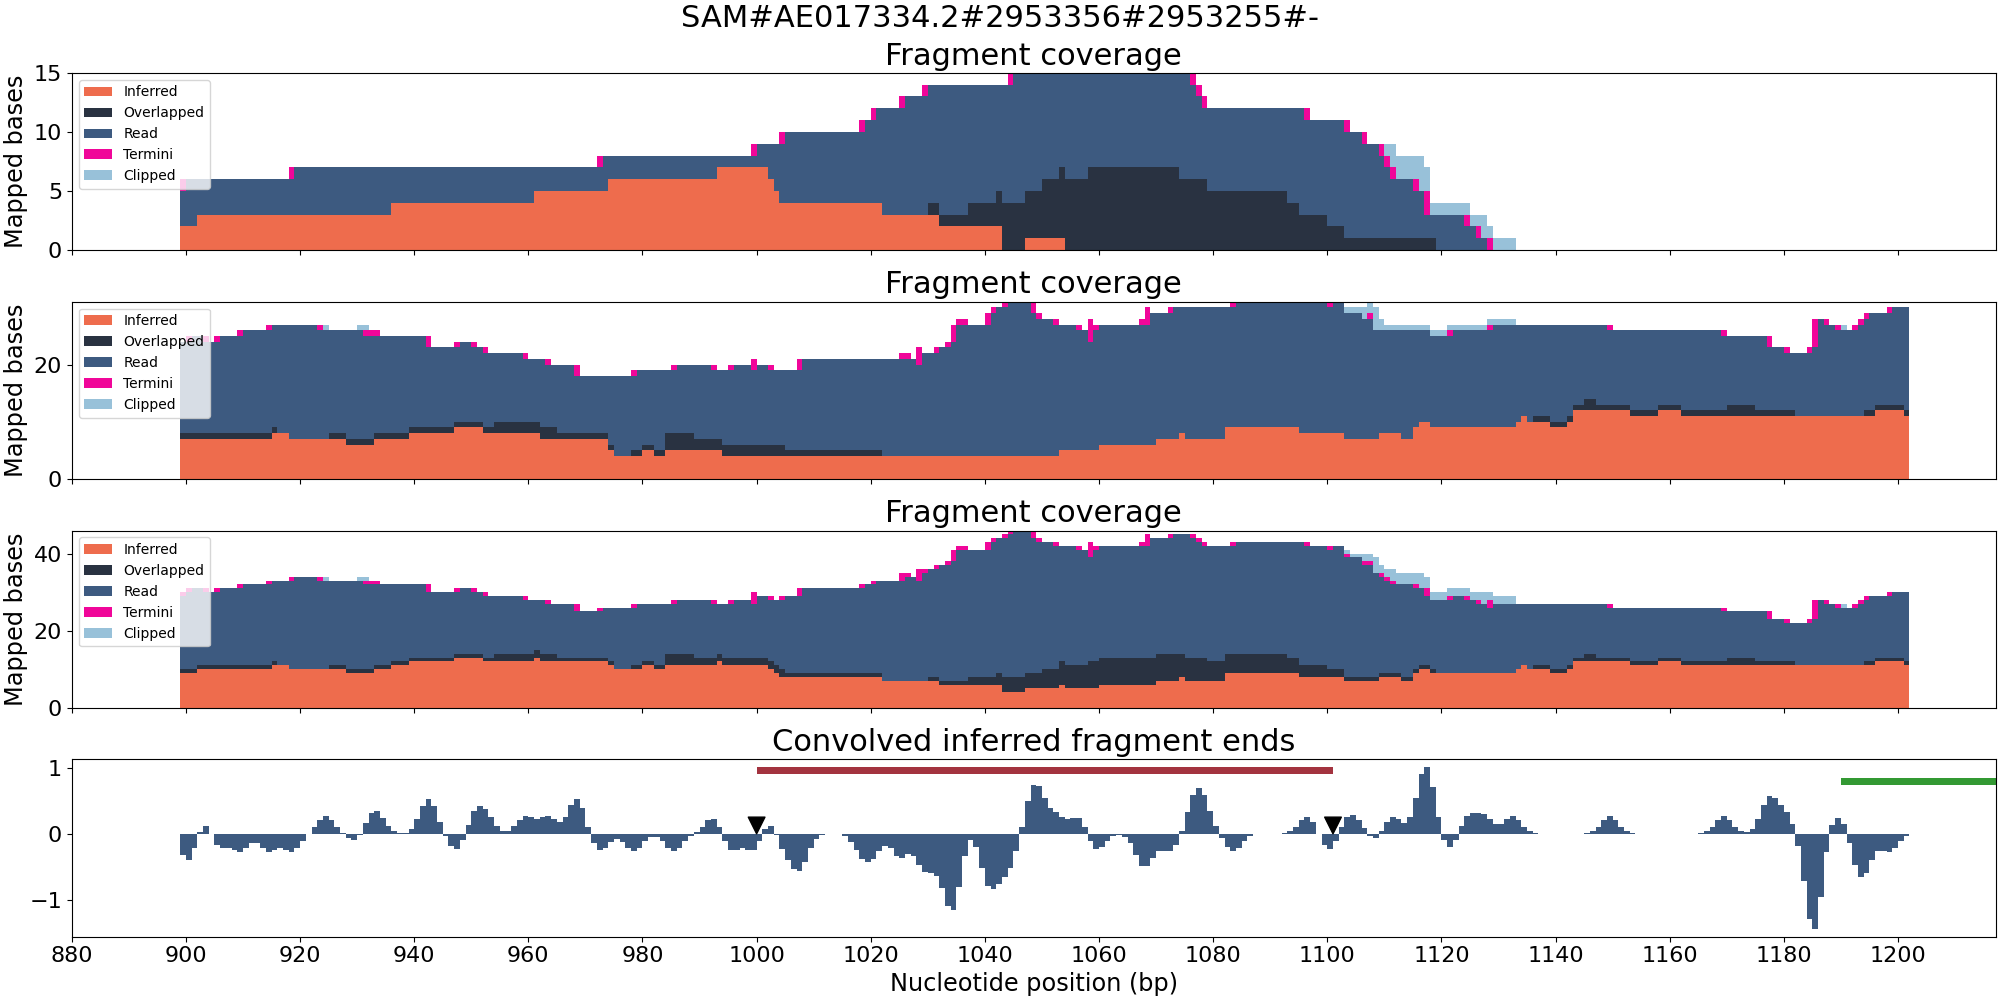 SAM#AE017334.2#2953356#2953255#-
Fragment coverage
Mapped bases
15
10
5
0
Inferred
Overlapped
Read
Termini
Clipped
Fragment coverage
Mapped bases
20
0
Inferred
Overlapped
Read
Termini
Clipped
Fragment coverage
Mapped bases
40
20
0
Inferred
Overlapped
Read
Termini
Clipped
Convolved inferred fragment ends
1
0
−1
880 900 920 940 960 980 1000 1020 1040 1060 1080 1100 1120 1140 1160 1180 1200
Nucleotide position (bp)